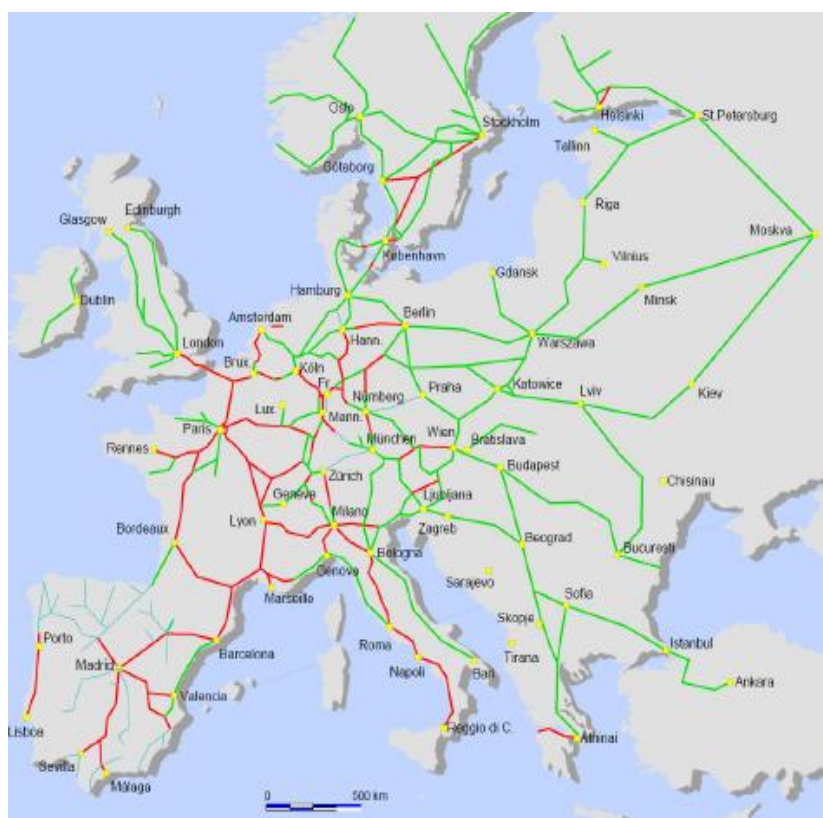 Oslo
Stockholm
Helsinki
St.Petersburg
Tallinn
Göteborg
Riga
Glasgow
Edinburgh
Moskva
København
Vilnius
Gdansk
Minsk
Dublin
Hamburg
Amsterdam
Hann.
Berlin
Warszawa
London
Brux.
Köln
Fr.
Praha
Katowice
Lviv
Kiev
Lux.
Mann.
Nürnberg
Paris
Rennes
München
Wien
Bratislava
Budapest
Zürich
Chisinau
Geneve
Ljubljana
Lyon
Milano
Zagreb
Bordeaux
Beograd
Bologna
Bucuresti
Genova
Sarajevo
Marseille
Sofia
Skopje
Porto
Roma
Istanbul
Barcelona
Tirana
Madrid
Napoli
Bari
Ankara
Valencia
Lisboa
Reggio di C.
Athinai
Sevilla
Málaga
0 500 km